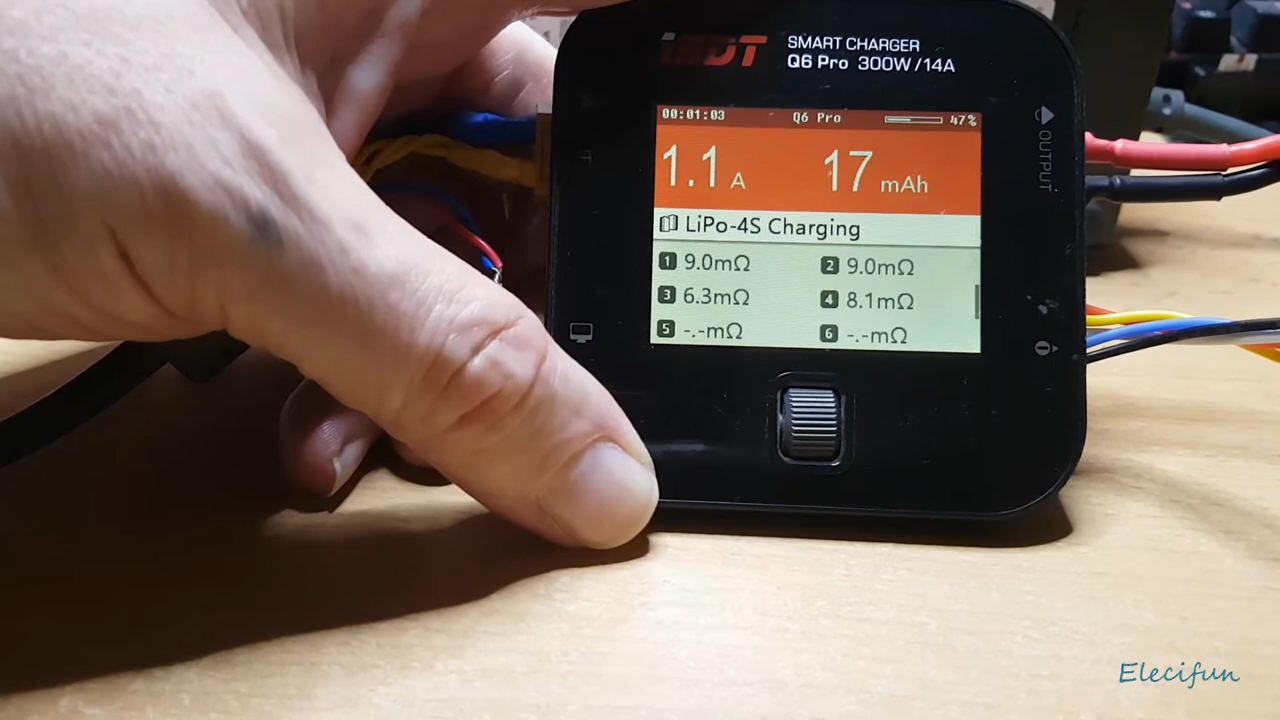 iSDT
SMART CHARGER
Q6 Pro 300W/14A
00:01:03 Q6 Pro 47%
1.1 A 17 mAh
LiPo-4S Charging
1 9.0mΩ 2 9.0mΩ
3 6.3mΩ 4 8.1mΩ
5 -.-mΩ 6 -.-mΩ
OUTPUT
Elecifun